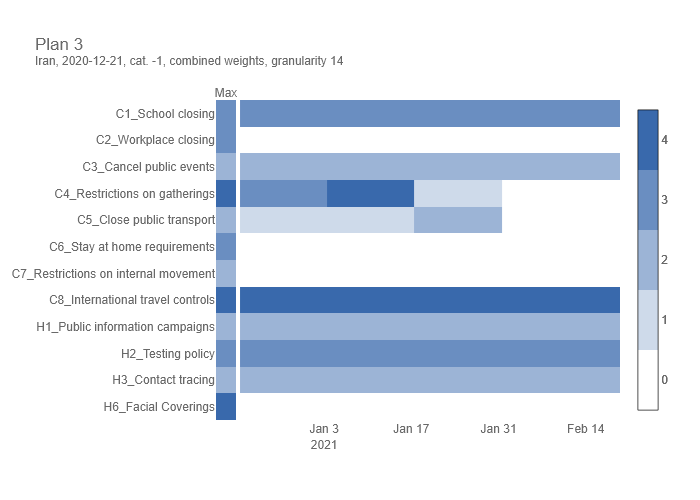 Plan 3
Iran, 2020-12-21, cat. -1, combined weights, granularity 14
Max
C1_School closing
C2_Workplace closing
C3_Cancel public events
C4_Restrictions on gatherings
C5_Close public transport
C6_Stay at home requirements
C7_Restrictions on internal movement
C8_International travel controls
H1_Public information campaigns
H2_Testing policy
H3_Contact tracing
H6_Facial Coverings
Jan 3 Jan 17 Jan 31 Feb 14
2021
4
3
2
1
0